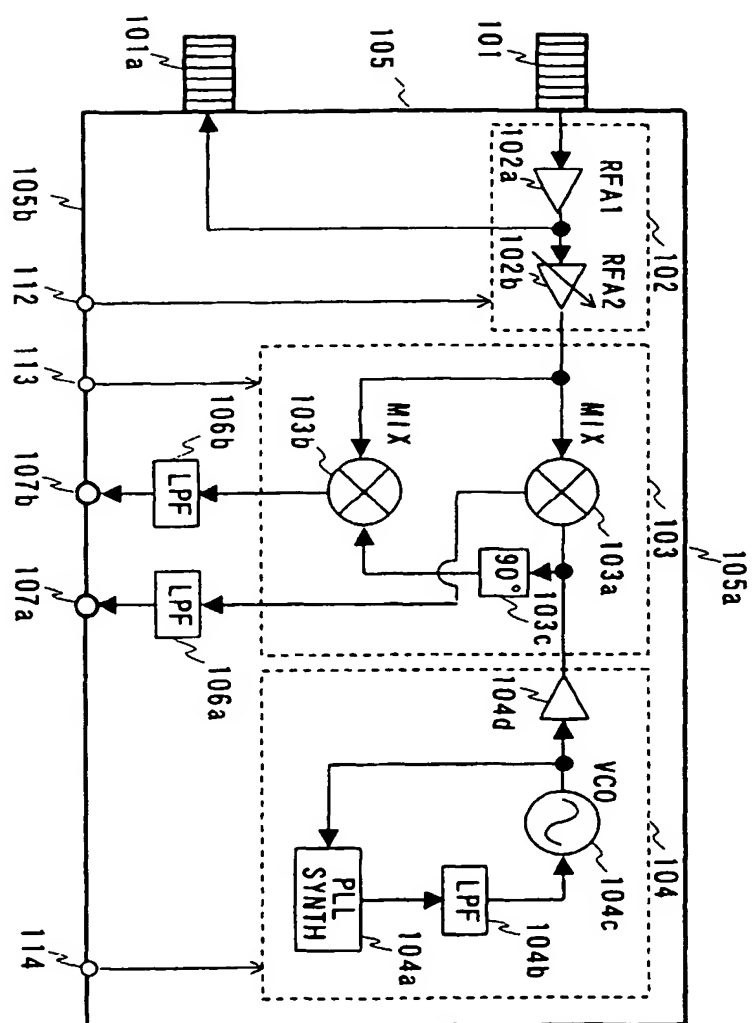 101a
101
105
105b
102a
RFA1
102b
RFA2
102
112
113
106b
LPF
107b
103b
MIX
MIX
103
105a
103a
90°
103c
107a
LPF
106a
104d
VCO
104
104c
PLL
SYNTH
104a
LPF
104b
114